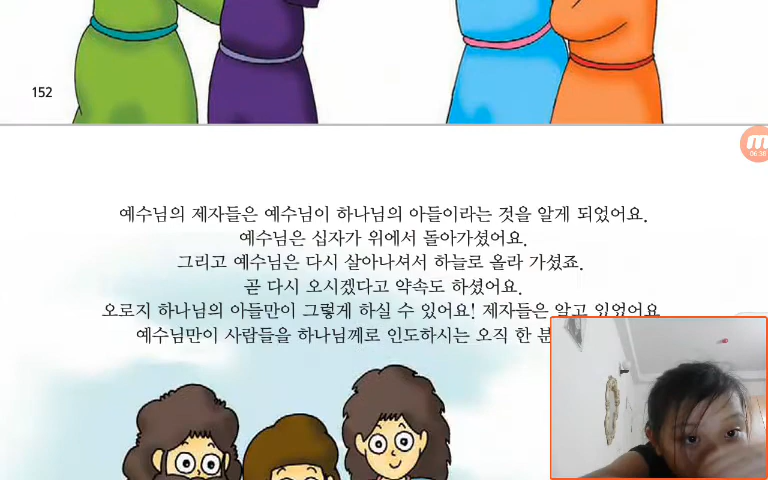 152
06:38
예수님의 제자들은 예수님이 하나님의 아들이라는 것을 알게 되었어요.
예수님은 십자가 위에서 돌아가셨어요.
그리고 예수님은 다시 살아나셔서 하늘로 올라 가셨죠.
곧 다시 오시겠다고 약속도 하셨어요.
오로지 하나님의 아들만이 그렇게 하실 수 있어요! 제자들은 알고 있었어요
예수님만이 사람들을 하나님께로 인도하시는 오직 한 분